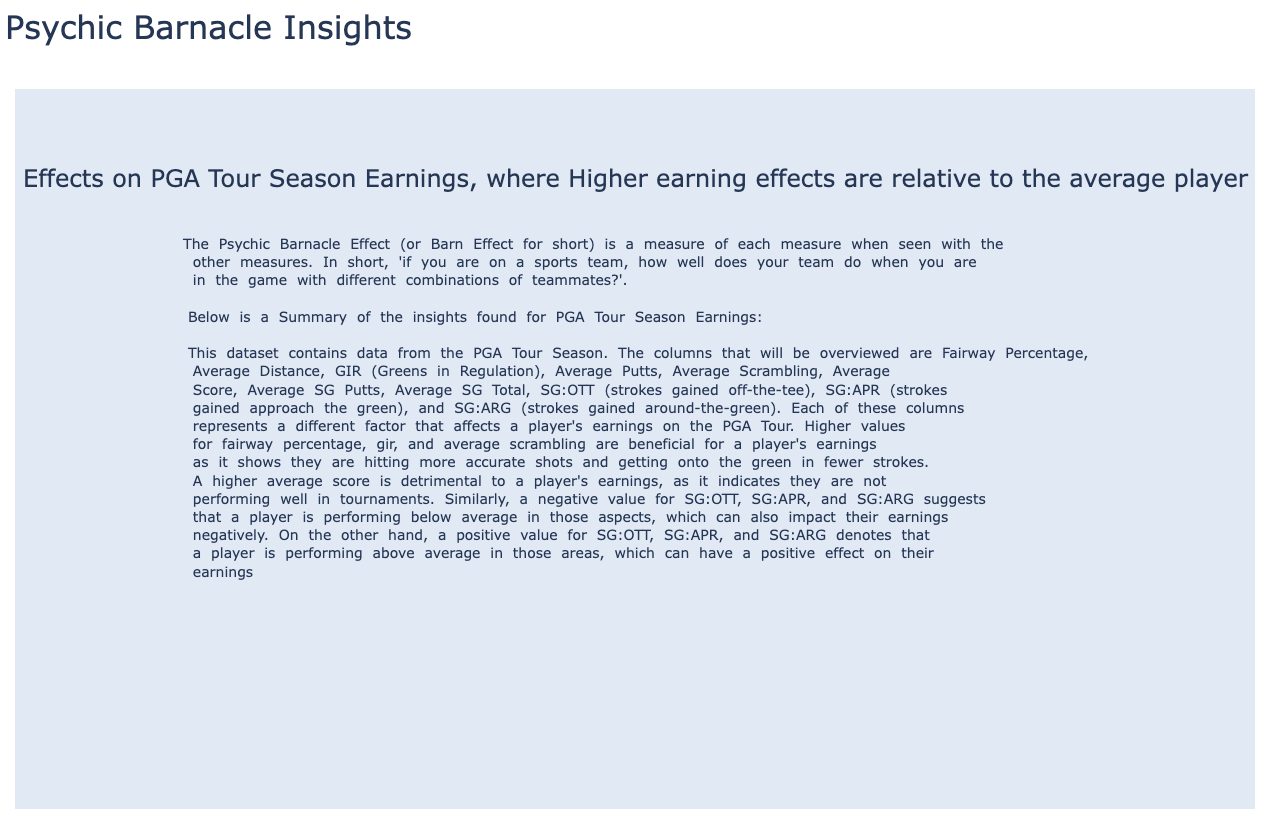 Psychic Barnacle Insights
Effects on PGA Tour Season Earnings, where Higher earning effects are relative to the average player
The Psychic Barnacle Effect (or Barn Effect for short) is a measure of each measure when seen with the
other measures. In short, 'if you are on a sports team, how well does your team do when you are
in the game with different combinations of teammates?'.
Below is a Summary of the insights found for PGA Tour Season Earnings:
This dataset contains data from the PGA Tour Season. The columns that will be overviewed are Fairway Percentage,
Average Distance, GIR (Greens in Regulation), Average Putts, Average Scrambling, Average
Score, Average SG Putts, Average SG Total, SG:OTT (strokes gained off-the-tee), SG:APR (strokes
gained approach the green), and SG:ARG (strokes gained around-the-green). Each of these columns
represents a different factor that affects a player's earnings on the PGA Tour. Higher values
for fairway percentage, gir, and average scrambling are beneficial for a player's earnings
as it shows they are hitting more accurate shots and getting onto the green in fewer strokes.
A higher average score is detrimental to a player's earnings, as it indicates they are not
performing well in tournaments. Similarly, a negative value for SG:OTT, SG:APR, and SG:ARG suggests
that a player is performing below average in those aspects, which can also impact their earnings
negatively. On the other hand, a positive value for SG:OTT, SG:APR, and SG:ARG denotes that
a player is performing above average in those areas, which can have a positive effect on their
earnings